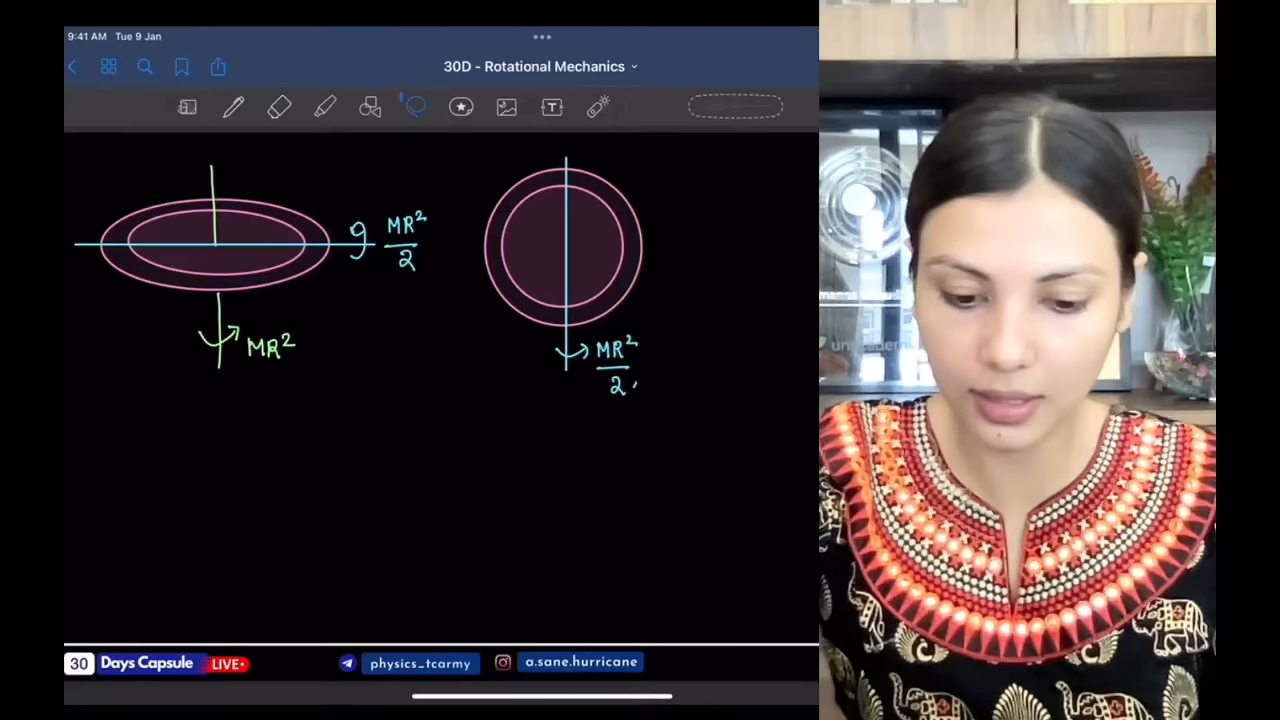 9:41 AM Tue 9 Jan
30D - Rotational Mechanics
T
MR²
2
MR²
MR²
2
30 Days Capsule LIVE
physics_tcarmy
a.sane.hurricane